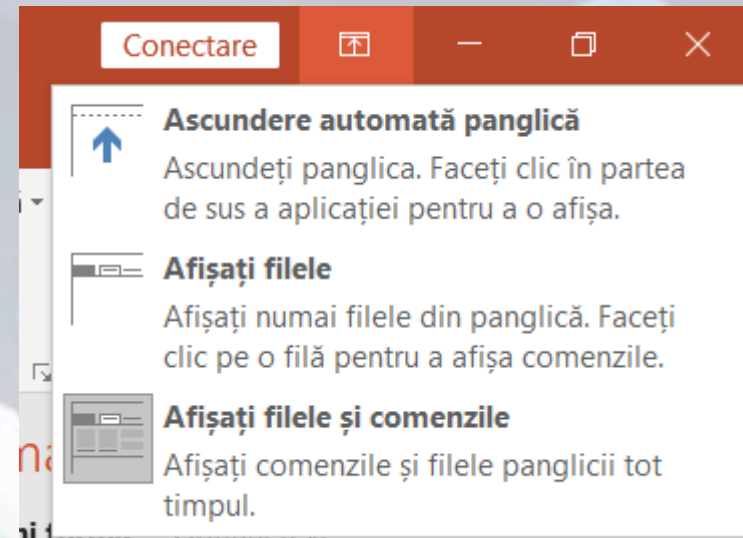 Conectare
Ascundere automată panglică
Ascundeți panglica. Faceți clic în partea
de sus a aplicației pentru a o afișa.
Afișați filele
Afișați numai filele din panglică. Faceți
clic pe o filă pentru a afișa comenzile.
Afișați filele și comenzile
Afișați comenzile și filele panglicii tot
timpul.